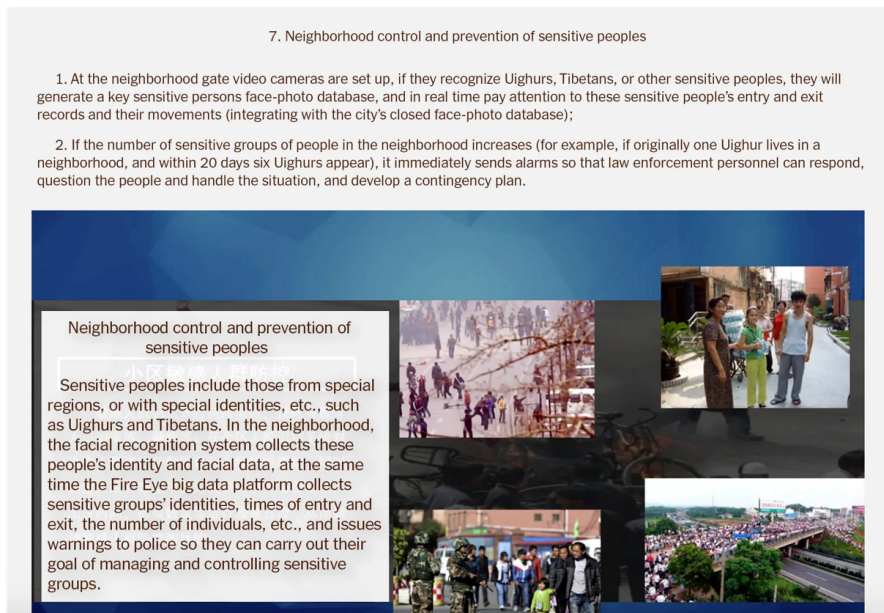 7. Neighborhood control and prevention of sensitive peoples
1. At the neighborhood gate video cameras are set up, if they recognize Uighurs, Tibetans, or other sensitive peoples, they will
generate a key sensitive persons face-photo database, and in real time pay attention to these sensitive people's entry and exit
records and their movements (integrating with the city's closed face-photo database);
2. If the number of sensitive groups of people in the neighborhood increases (for example, if originally one Uighur lives in a
neighborhood, and within 20 days six Uighurs appear), it immediately sends alarms so that law enforcement personnel can respond,
question the people and handle the situation, and develop a contingency plan.
Neighborhood control and prevention of
sensitive peoples
小区敏感人群防控
Sensitive peoples include those from special
regions, or with special identities, etc., such
as Uighurs and Tibetans. In the neighborhood,
the facial recognition system collects these
people's identity and facial data, at the same
time the Fire Eye big data platform collects
sensitive groups' identities, times of entry and
exit, the number of individuals, etc., and issues
warnings to police so they can carry out their
goal of managing and controlling sensitive
groups.